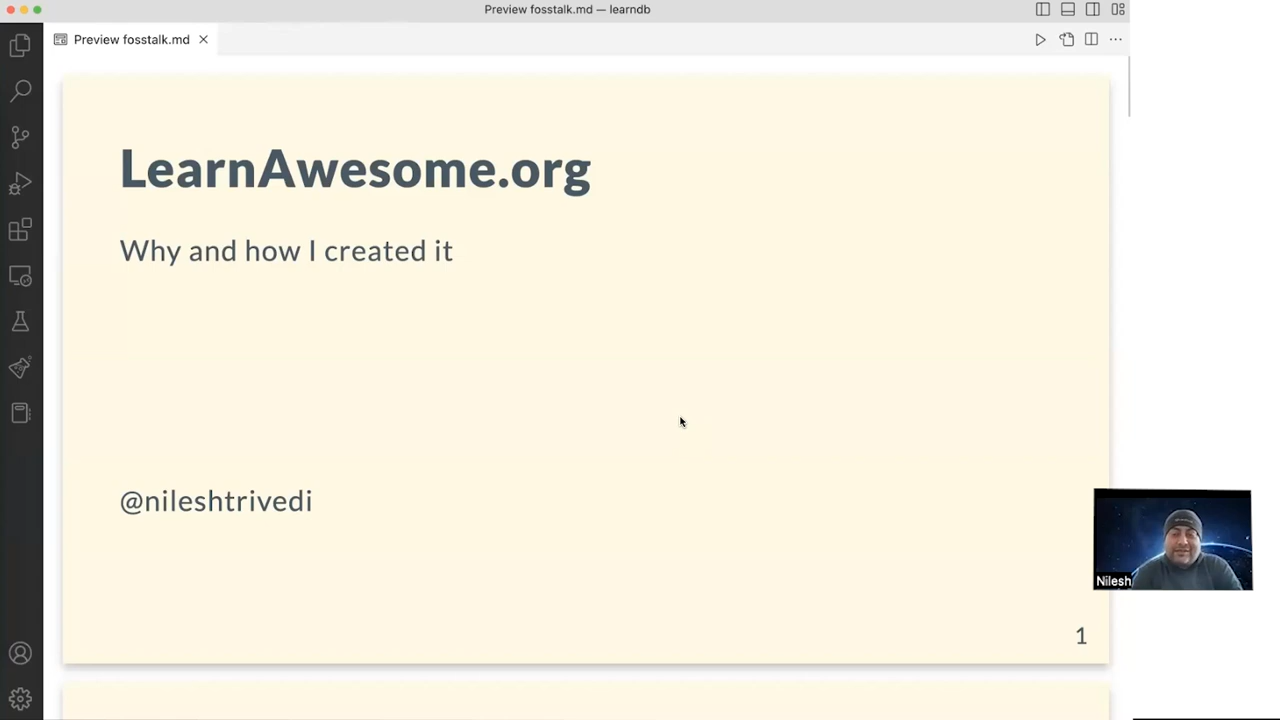 Preview fosstalk.md — learndb
Preview fosstalk.md
LearnAwesome.org
Why and how I created it
@nileshtrivedi
Nilesh
1